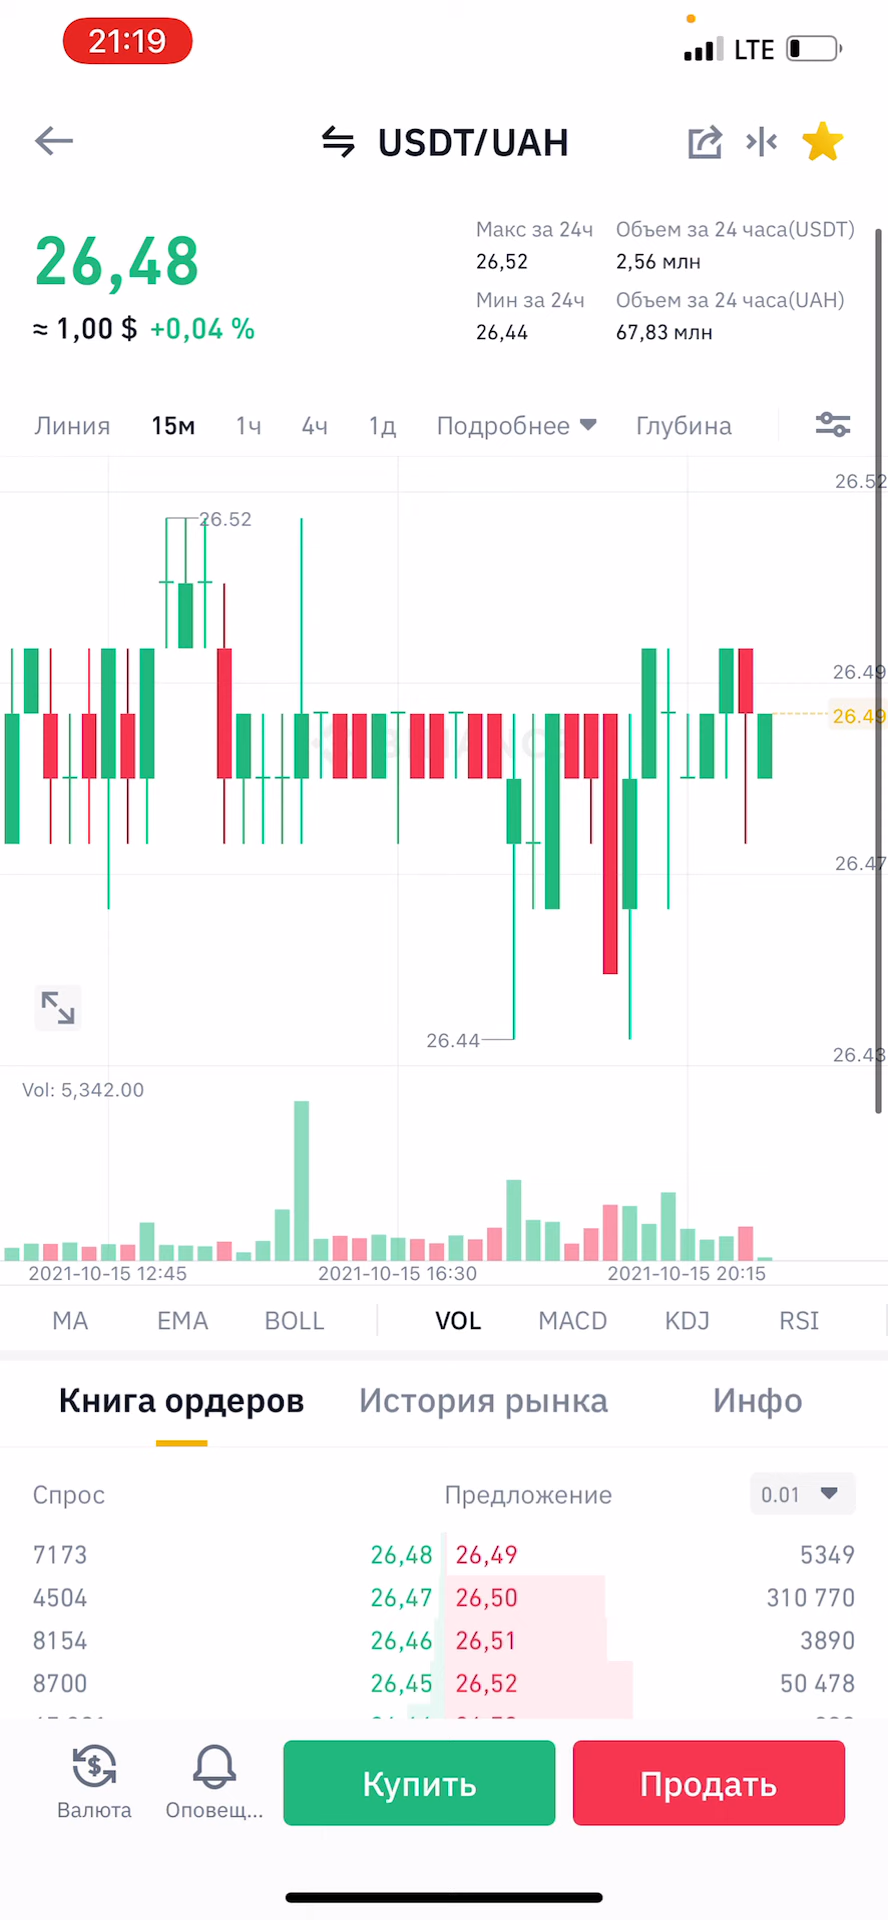 21:19
LTE
USDT/UAH
26,48
≈ 1,00 $ +0,04 %
Макс за 24ч
26,52
Мин за 24ч
26,44
Объем за 24 часа(USDT)
2,56 млн
Объем за 24 часа(UAH)
67,83 млн
Линия 15м 1ч 4ч 1д Подробнее Глубина
26.52
26.52
26.49
26.49
26.47
26.44
26.43
Vol: 5,342.00
2021-10-15 12:45 2021-10-15 16:30 2021-10-15 20:15
MA EMA BOLL VOL MACD KDJ RSI
Книга ордеров История рынка Инфо
Спрос Предложение 0.01
7173 26,48 26,49 5349
4504 26,47 26,50 310 770
8154 26,46 26,51 3890
8700 26,45 26,52 50 478
Валюта Оповещ... Купить Продать